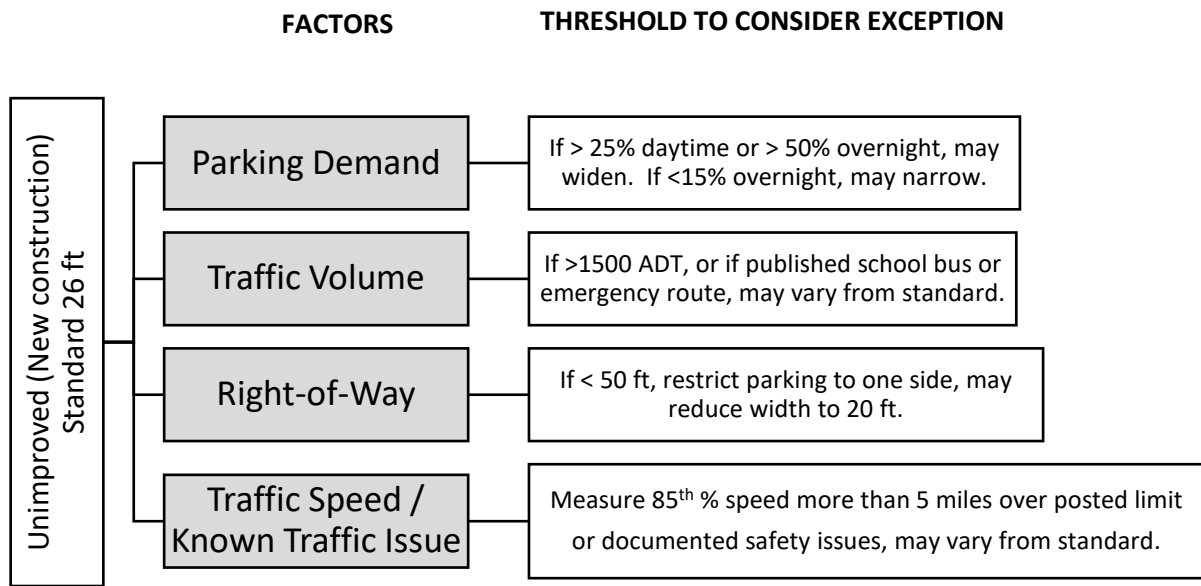 FACTORS
THRESHOLD TO CONSIDER EXCEPTION
Unimproved (New construction)
Standard 26 ft
Parking Demand
If > 25% daytime or > 50% overnight, may
widen.  If <15% overnight, may narrow.
Traffic Volume
If >1500 ADT, or if published school bus or
emergency route, may vary from standard.
Right-of-Way
If < 50 ft, restrict parking to one side, may
reduce width to 20 ft.
Traffic Speed /
Known Traffic Issue
Measure 85th % speed more than 5 miles over posted limit
or documented safety issues, may vary from standard.